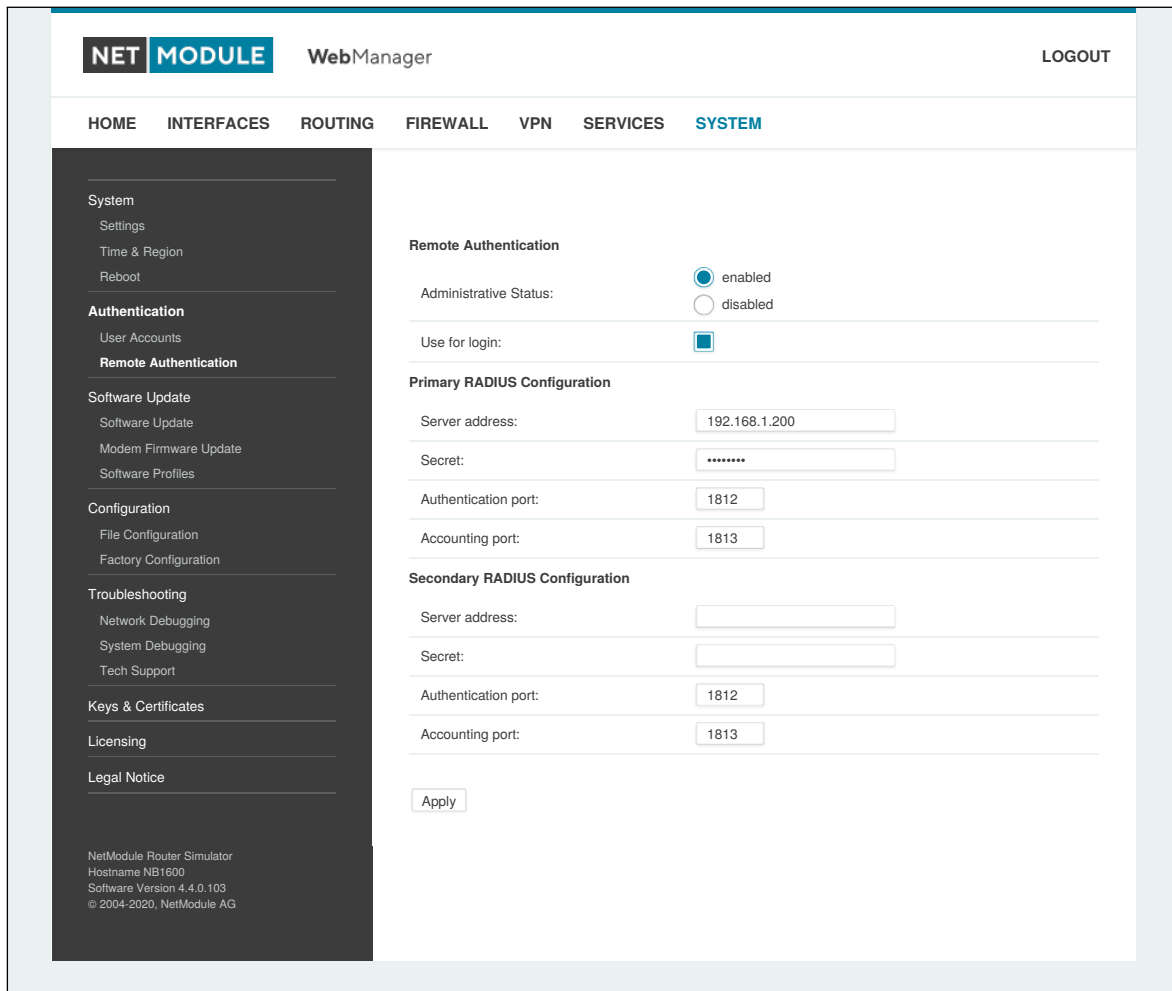 NET MODULE WebManager LOGOUT
HOME INTERFACES ROUTING FIREWALL VPN SERVICES SYSTEM
System
Settings
Time & Region
Reboot
Authentication
User Accounts
Remote Authentication
Software Update
Software Update
Modem Firmware Update
Software Profiles
Configuration
File Configuration
Factory Configuration
Troubleshooting
Network Debugging
System Debugging
Tech Support
Keys & Certificates
Licensing
Legal Notice
NetModule Router Simulator
Hostname NB1600
Software Version 4.4.0.103
© 2004-2020, NetModule AG
Remote Authentication
Administrative Status:
enabled
disabled
Use for login:
Primary RADIUS Configuration
Server address: 192.168.1.200
Secret: ••••••••
Authentication port: 1812
Accounting port: 1813
Secondary RADIUS Configuration
Server address:
Secret:
Authentication port: 1812
Accounting port: 1813
Apply